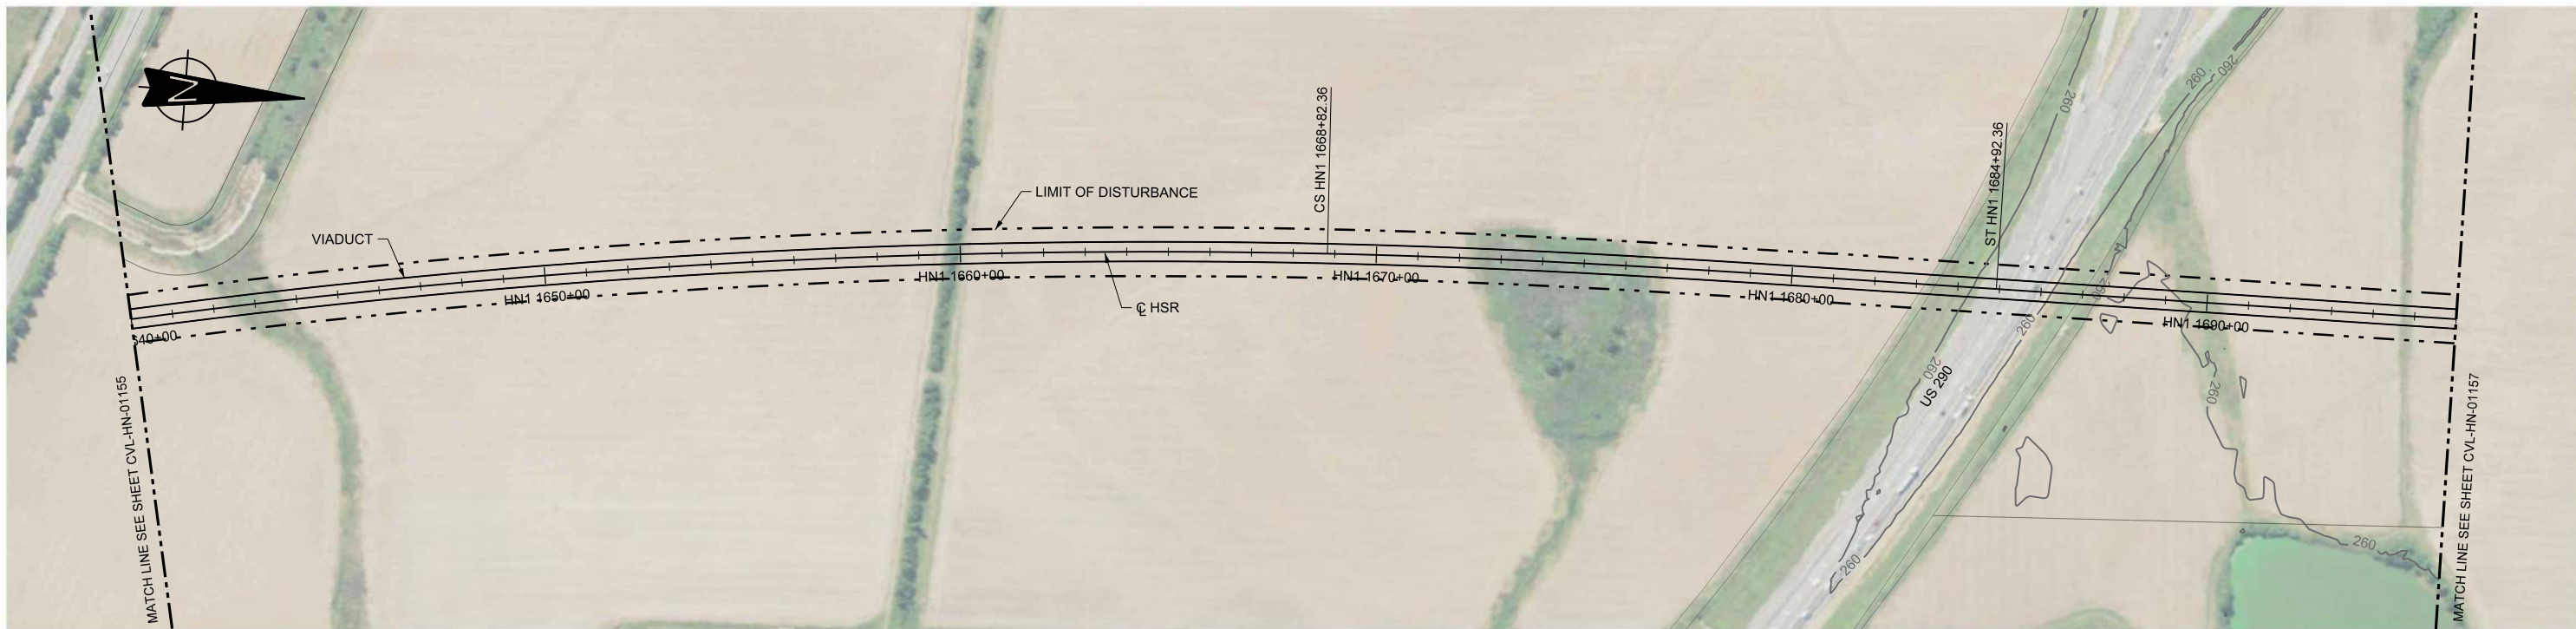 N
260
290
260
CS HN1 1668+82.36
ST HN1 1684+92.36
LIMIT OF DISTURBANCE
VIADUCT
HN1 1650+00
HN1 1660+00
HN1 1670+00
HN1 1680+00
HN1 1690+00
℄ HSR
640+00
260
260
260
US 290
260
260
260
MATCH LINE SEE SHEET CVL-HN-01155
MATCH LINE SEE SHEET CVL-HN-01157